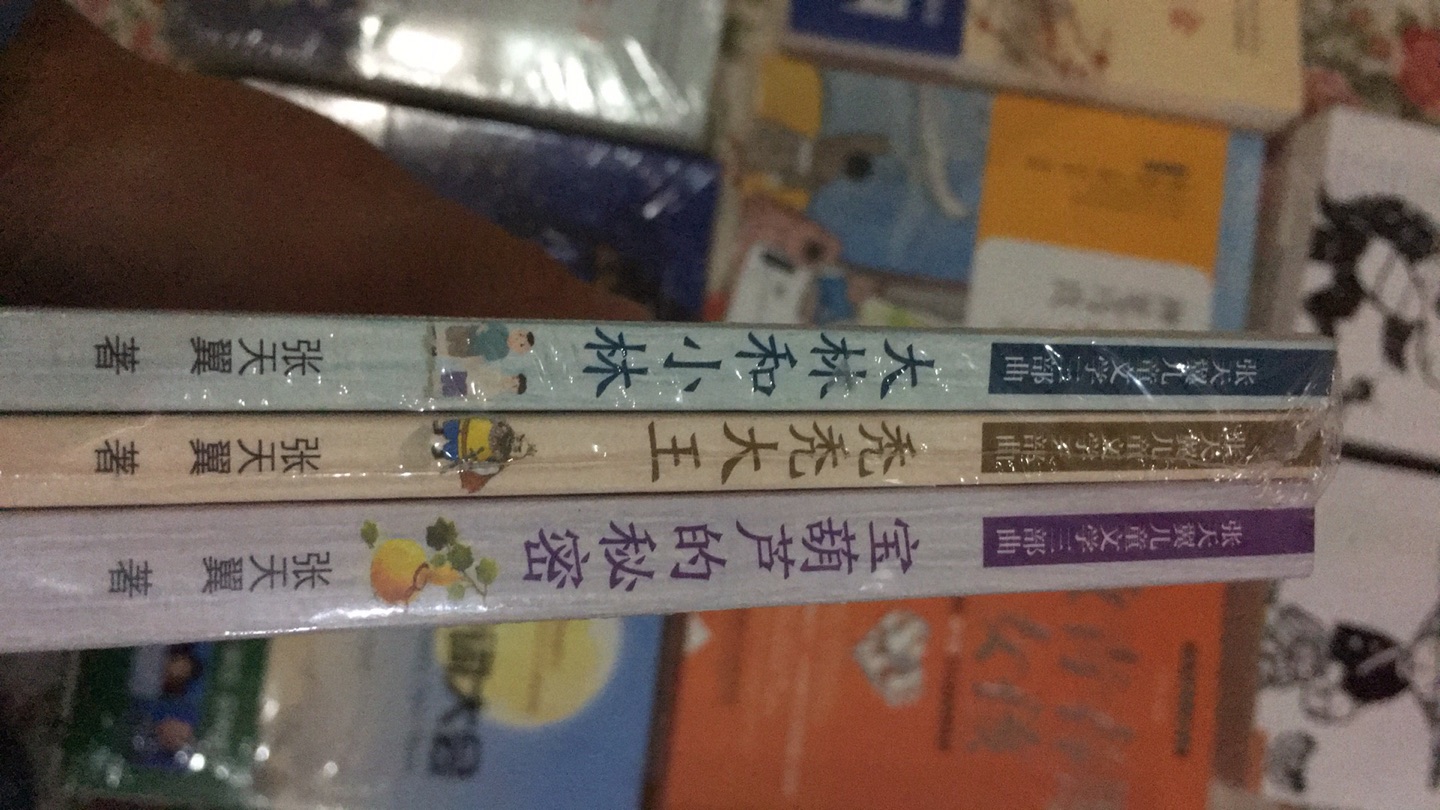 张天翼儿童文学三部曲
大林和小林
张天翼
著
张天翼儿童文学三部曲
秃秃大王
张天翼
著
张天翼儿童文学三部曲
宝葫芦的秘密
张天翼
著